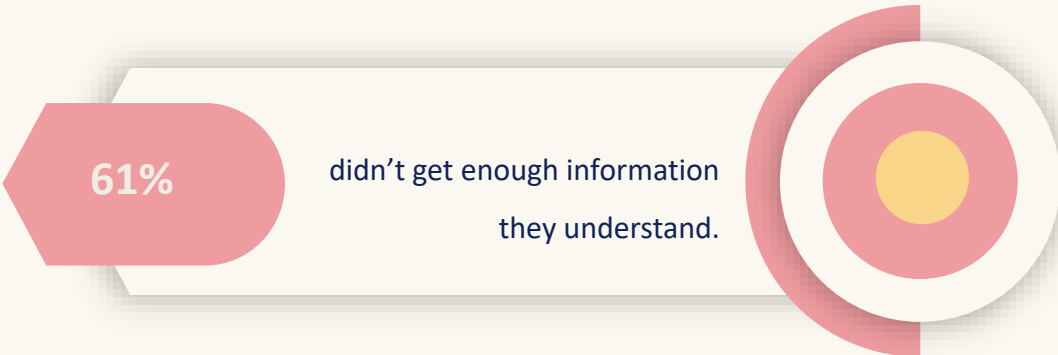 61%
didn’t get enough information
they understand.